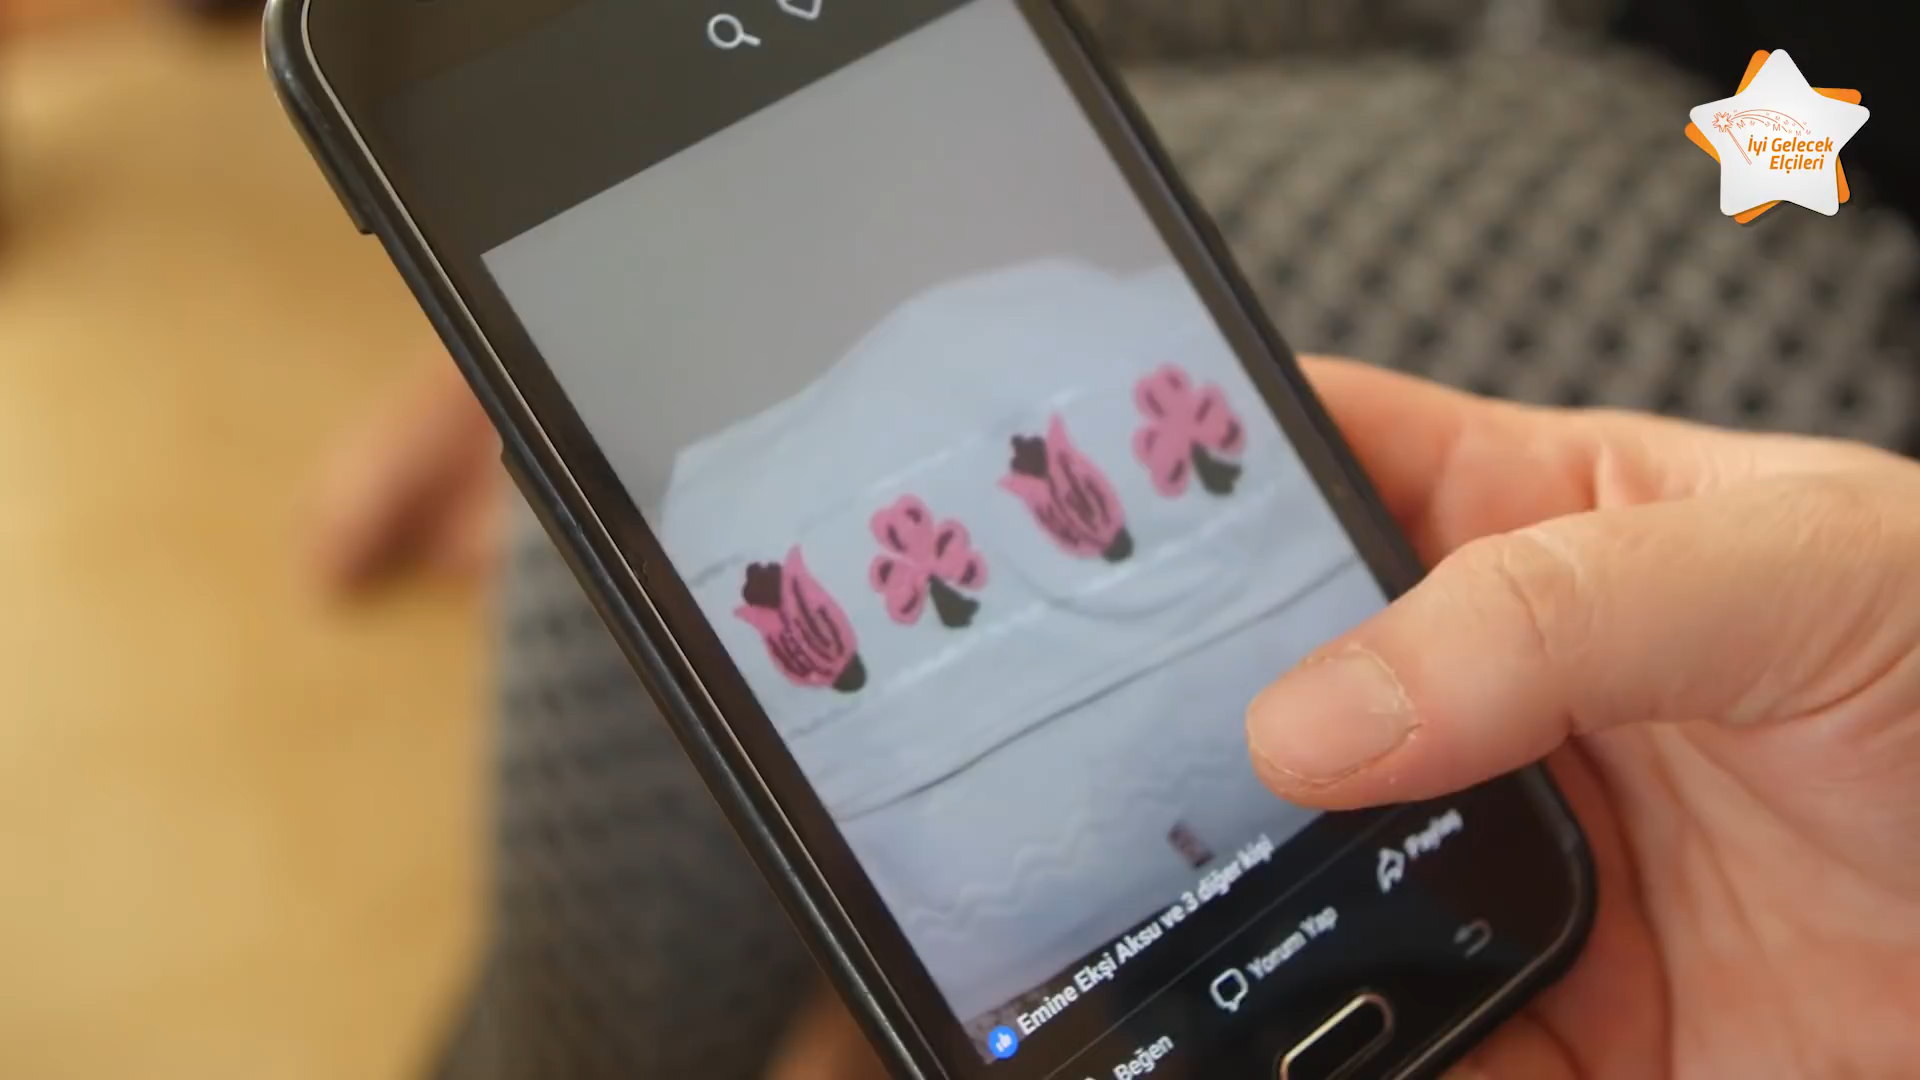 İyi Gelecek
Elçileri
Emine Ekşi Aksu ve 3 diğer kişi
Beğen
Yorum Yap
Paylaş